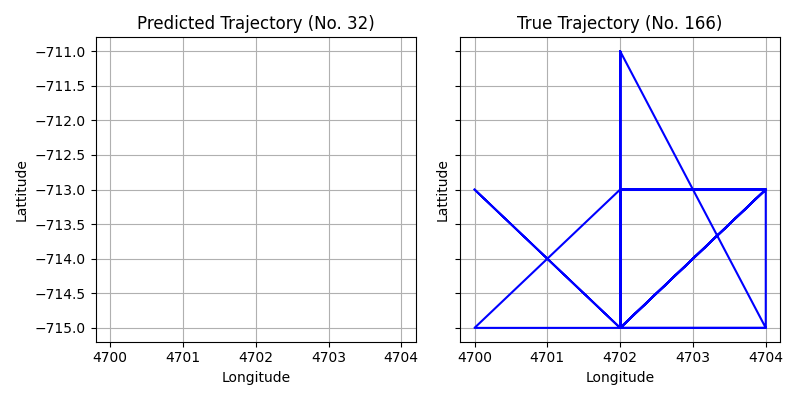 Predicted Trajectory (No. 32)
True Trajectory (No. 166)
−711.0
−711.5
−712.0
−712.5
−713.0
−713.5
−714.0
−714.5
−715.0
Lattitude
Lattitude
4700 4701 4702 4703 4704
4700 4701 4702 4703 4704
Longitude
Longitude